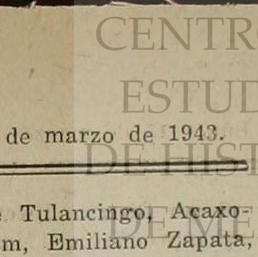 CENTRO
ESTUD
de marzo de 1943.
DE HIST
Tulancingo, Acaxo-
DE ME
m, Emiliano Zapata,